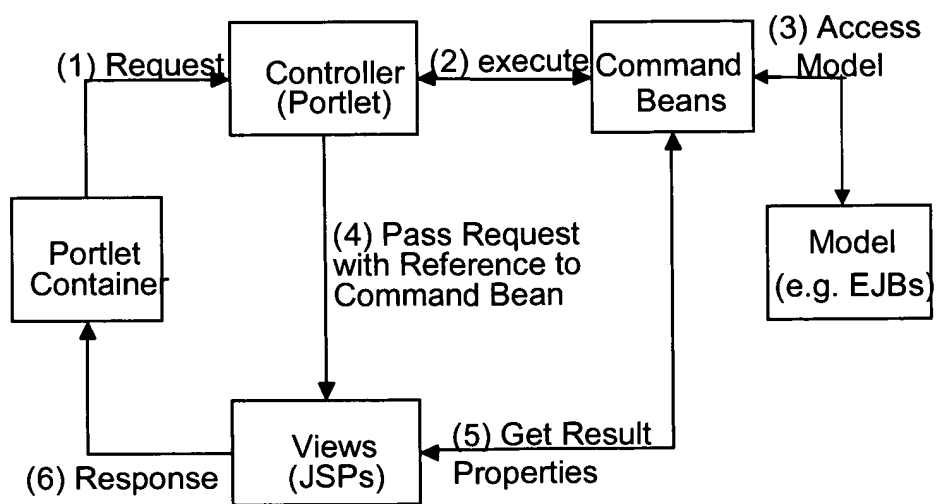 (1) Request
Controller
(Portlet)
(2) execute
Command
Beans
(3) Access
Model
Portlet
Container
(4) Pass Request
with Reference to
Command Bean
Model
(e.g. EJBs)
Views
(JSPs)
(5) Get Result
Properties
(6) Response